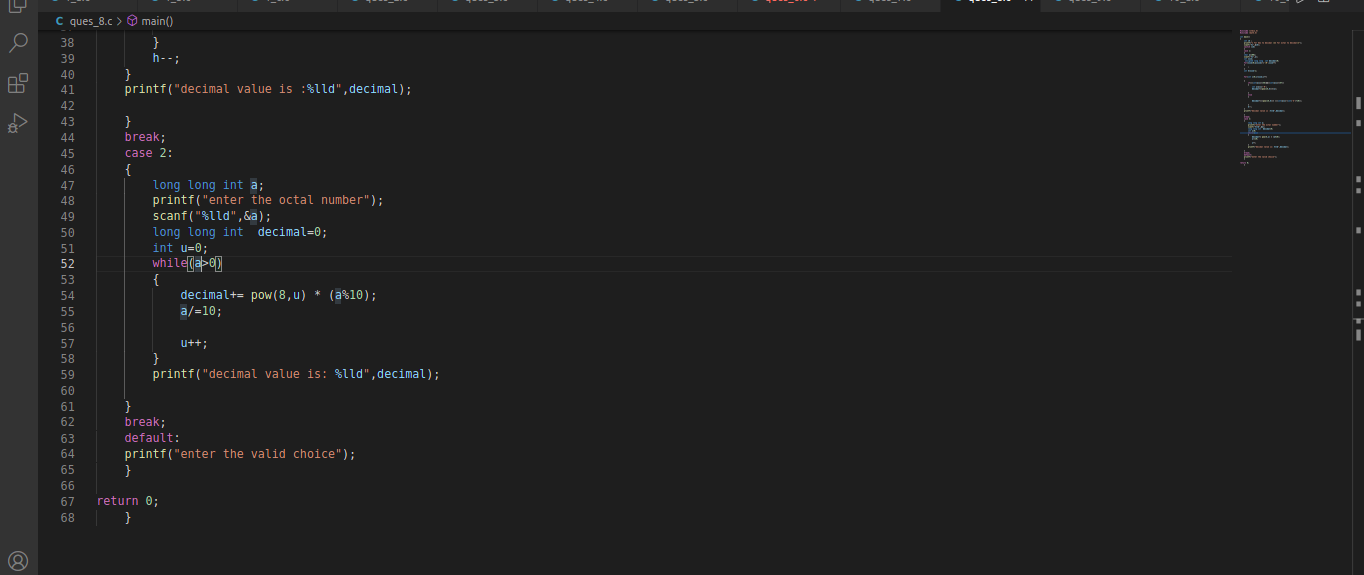 C ques_8.c > main()
38 }
39 h--;
40 }
41 printf("decimal value is :%lld",decimal);
42
43 }
44 break;
45 case 2:
46 {
47 long long int a;
48 printf("enter the octal number");
49 scanf("%lld",&a);
50 long long int  decimal=0;
51 int u=0;
52 while(a>0)
53 {
54 decimal+= pow(8,u) * (a%10);
55 a/=10;
56
57 u++;
58 }
59 printf("decimal value is: %lld",decimal);
60
61 }
62 break;
63 default:
64 printf("enter the valid choice");
65 }
66
67 return 0;
68 }